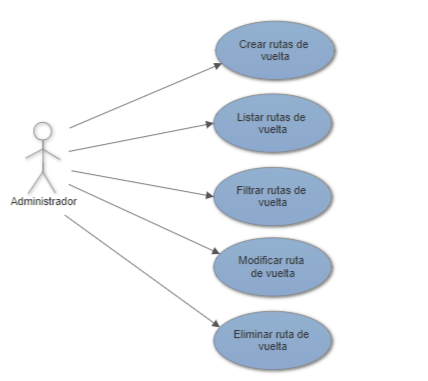 Crear rutas de
vuelta
Listar rutas de
vuelta
Filtrar rutas de
vuelta
Administrador
Modificar ruta
de vuelta
Eliminar ruta de
vuelta